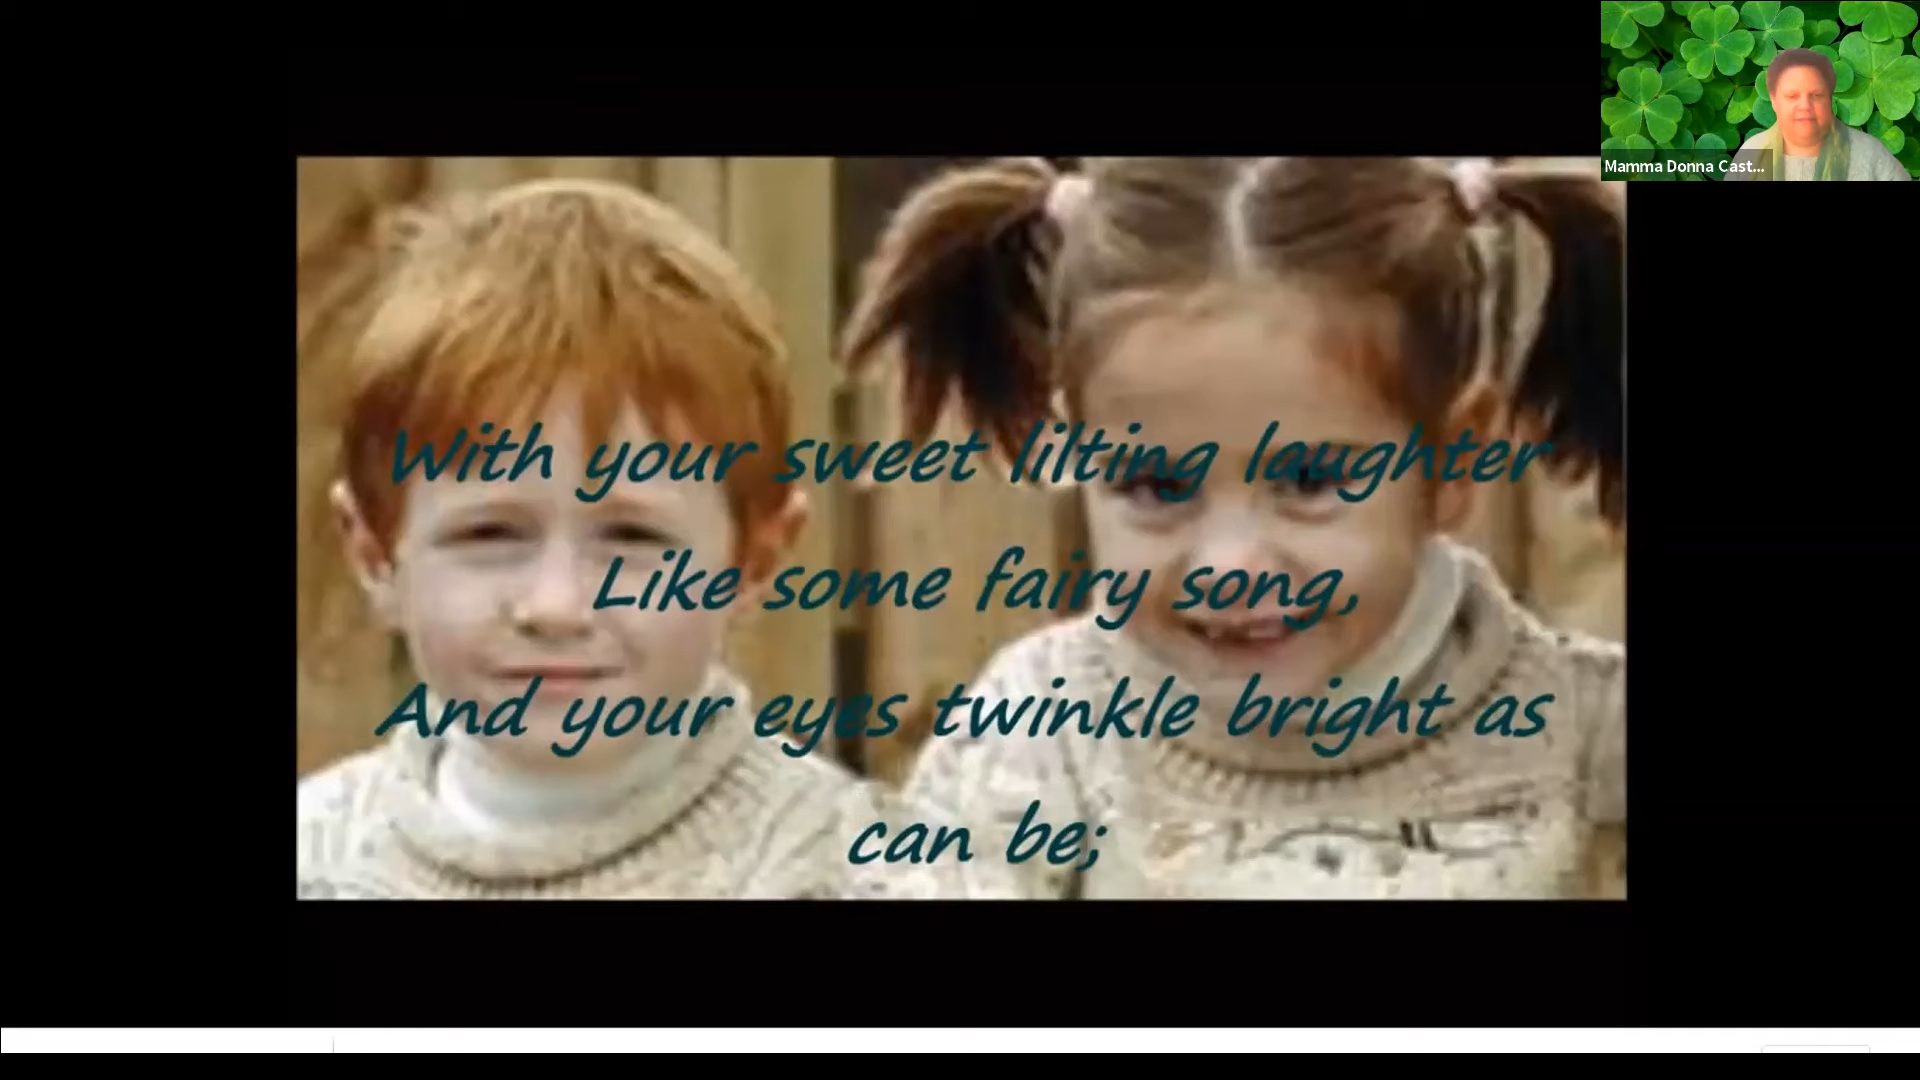 Mamma Donna Cast...
With your sweet lilting laughter
Like some fairy song,
And your eyes twinkle bright as
can be;